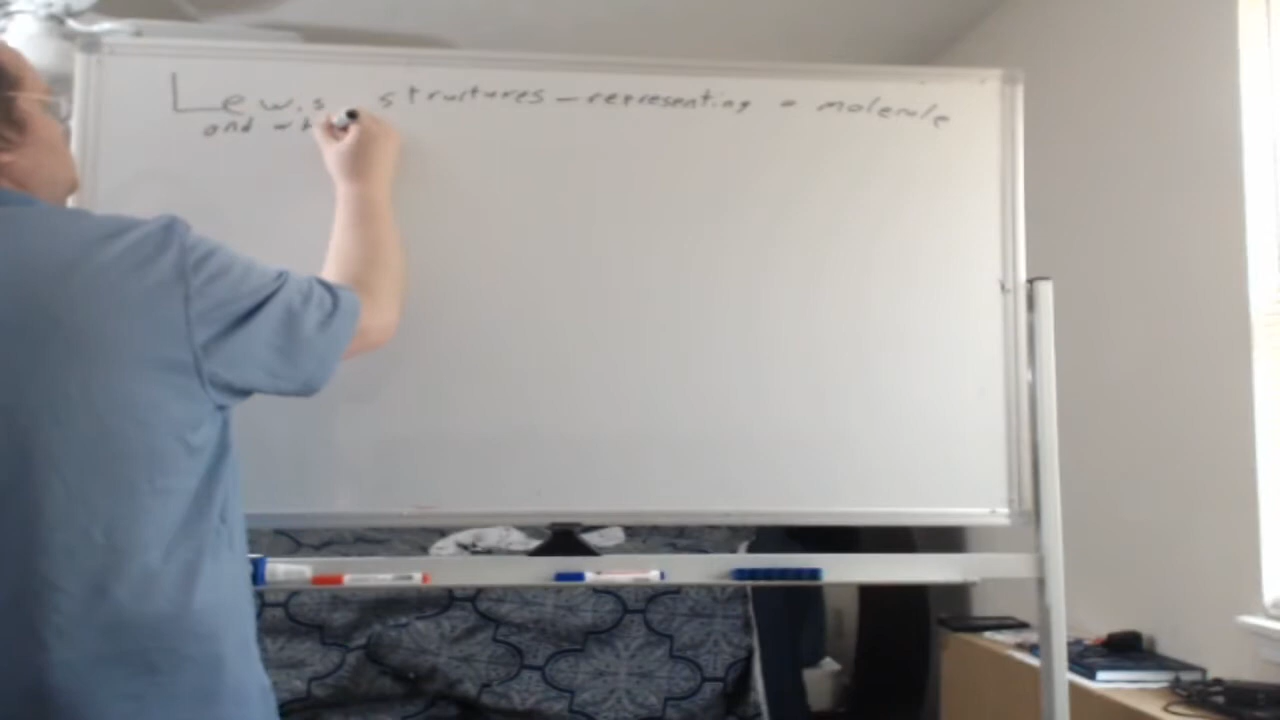 Lewis structures - representing a molecule
and